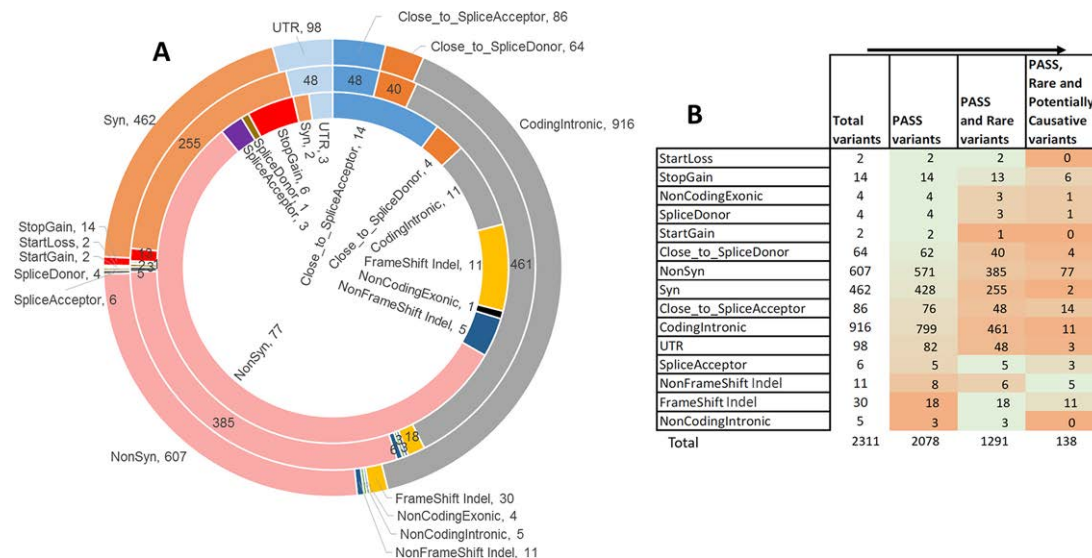 A
UTR, 98
Close_to_SpliceAcceptor, 86
Close_to_SpliceDonor, 64
CodingIntronic, 916
Syn, 462
StopGain, 14
StartLoss, 2
StartGain, 2
SpliceDonor, 4
SpliceAcceptor, 6
NonSyn, 607
FrameShift Indel, 30
NonCodingExonic, 4
NonCodingIntronic, 5
NonFrameShift Indel, 11
48
48
40
461
255
385
18
UTR, 3
Syn, 2
StopGain, 6
SpliceDonor, 1
SpliceAcceptor, 3
Close_to_SpliceAcceptor, 14
Close_to_SpliceDonor, 4
CodingIntronic, 11
FrameShift Indel, 11
NonCodingExonic, 1
NonFrameShift Indel, 5
NonSyn, 77
B
Total variants
PASS variants
PASS and Rare variants
PASS, Rare and Potentially Causative variants
StartLoss 2 2 2 0
StopGain 14 14 13 6
NonCodingExonic 4 4 3 1
SpliceDonor 4 4 3 1
StartGain 2 2 1 0
Close_to_SpliceDonor 64 62 40 4
NonSyn 607 571 385 77
Syn 462 428 255 2
Close_to_SpliceAcceptor 86 76 48 14
CodingIntronic 916 799 461 11
UTR 98 82 48 3
SpliceAcceptor 6 5 5 3
NonFrameShift Indel 11 8 6 5
FrameShift Indel 30 18 18 11
NonCodingIntronic 5 3 3 0
Total 2311 2078 1291 138